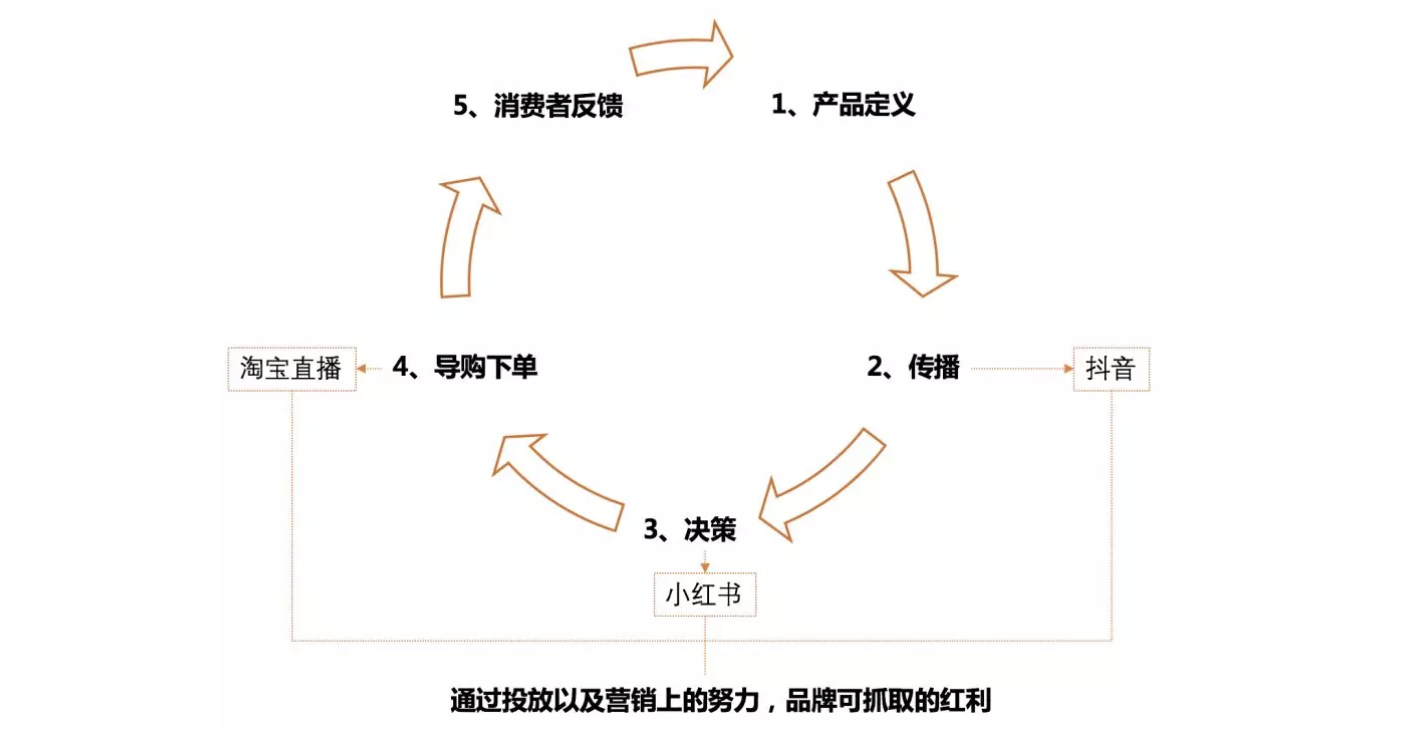 5、消费者反馈
1、产品定义
淘宝直播
4、导购下单
2、传播
抖音
3、决策
小红书
通过投放以及营销上的努力，品牌可抓取的红利